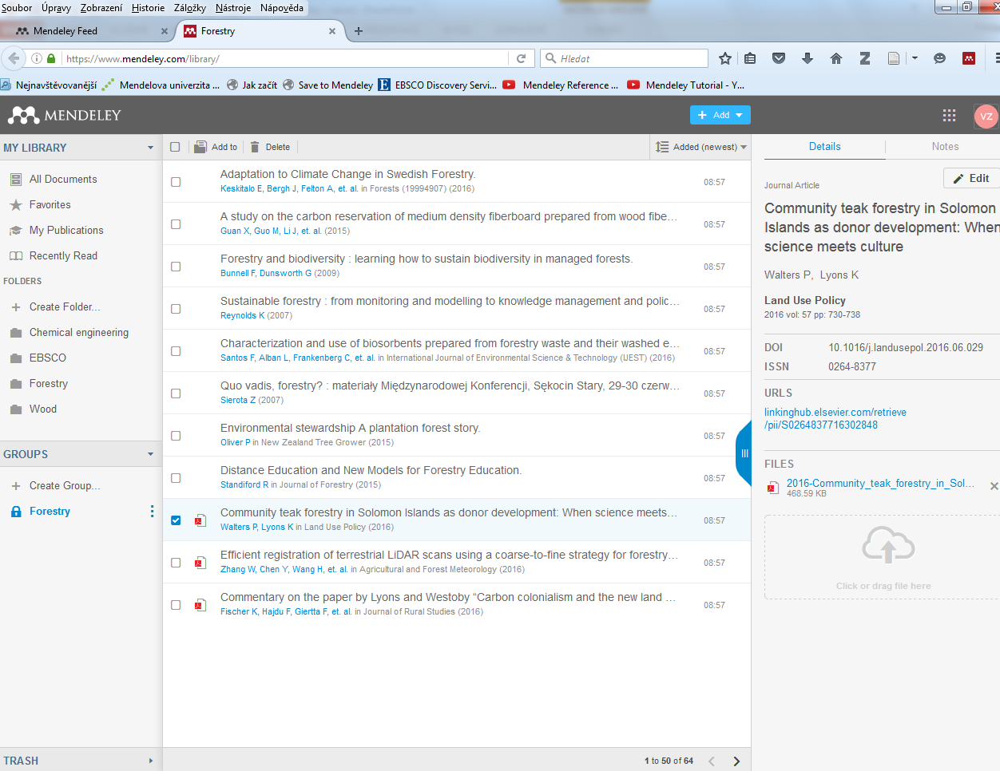 Soubor Úpravy Zobrazení Historie Záložky Nástroje Nápověda
Mendeley Feed
Forestry
https://www.mendeley.com/library/
Hledat
Nejnavštěvovanější
Mendelova univerzita ...
Jak začít
Save to Mendeley
EBSCO Discovery Servi...
Mendeley Reference ...
Mendeley Tutorial - Y...
MENDELEY
Add
VZ
MY LIBRARY
All Documents
Favorites
My Publications
Recently Read
FOLDERS
Create Folder...
Chemical engineering
EBSCO
Forestry
Wood
GROUPS
Create Group...
Forestry
TRASH
Add to
Delete
Added (newest)
Adaptation to Climate Change in Swedish Forestry.
08:57
Keskitalo E, Bergh J, Felton A, et. al. in Forests (19994907) (2016)
A study on the carbon reservation of medium density fiberboard prepared from wood fibe…
08:57
Guan X, Guo M, Li J, et. al. (2015)
Forestry and biodiversity : learning how to sustain biodiversity in managed forests.
08:57
Bunnell F, Dunsworth G (2009)
Sustainable forestry : from monitoring and modelling to knowledge management and polic…
08:57
Reynolds K (2007)
Characterization and use of biosorbents prepared from forestry waste and their washed e…
08:57
Santos F, Alban L, Frankenberg C, et. al. in International Journal of Environmental Science & Technology (IJEST) (2016)
Quo vadis, forestry? : materiały Międzynarodowej Konferencji, Sękocin Stary, 29-30 czerw…
08:57
Sierota Z (2007)
Environmental stewardship A plantation forest story.
08:57
Oliver P in New Zealand Tree Grower (2015)
Distance Education and New Models for Forestry Education.
08:57
Standiford R in Journal of Forestry (2015)
Community teak forestry in Solomon Islands as donor development: When science meets…
08:57
Walters P, Lyons K in Land Use Policy (2016)
Efficient registration of terrestrial LiDAR scans using a coarse-to-fine strategy for forestry…
08:57
Zhang W, Chen Y, Wang H, et. al. in Agricultural and Forest Meteorology (2016)
Commentary on the paper by Lyons and Westoby “Carbon colonialism and the new land …
08:57
Fischer K, Hajdu F, Giertta F, et. al. in Journal of Rural Studies (2016)
1 to 50 of 64
Details
Notes
Journal Article
Edit
Community teak forestry in Solomon
Islands as donor development: When
science meets culture
Walters P, Lyons K
Land Use Policy
2016 vol: 57 pp: 730-738
DOI 10.1016/j.landusepol.2016.06.029
ISSN 0264-8377
URLS
linkinghub.elsevier.com/retrieve
/pii/S0264837716302848
FILES
2016-Community_teak_forestry_in_Sol...
468.59 KB
Click or drag file here